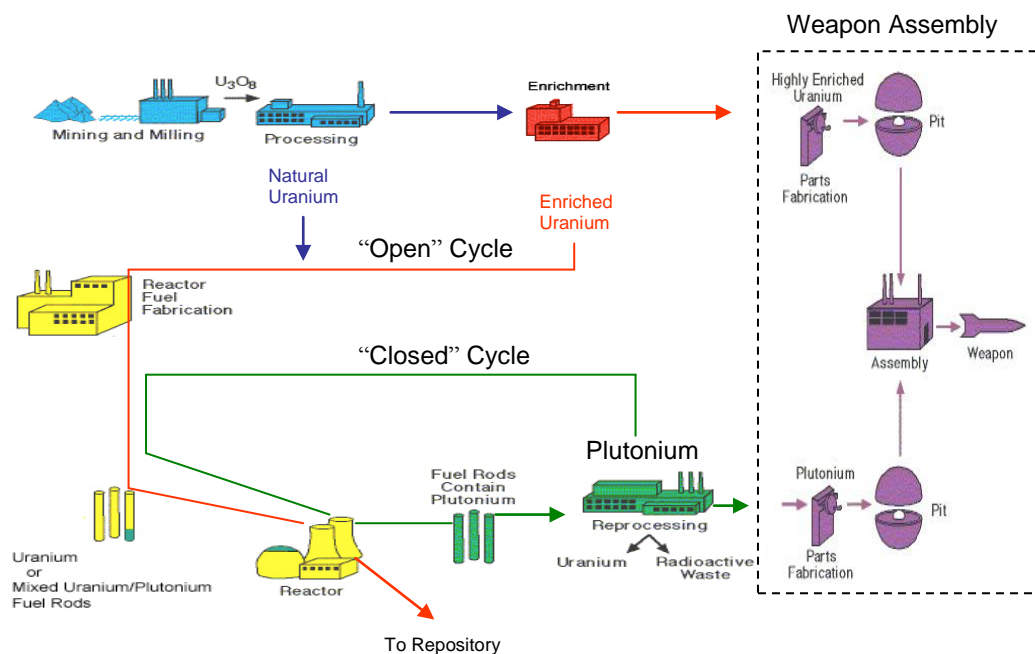 Weapon Assembly
U₃O₈
Mining and Milling
Processing
Enrichment
Highly Enriched
Uranium
Pit
Parts
Fabrication
Natural
Uranium
Enriched
Uranium
“Open” Cycle
Reactor
Fuel
Fabrication
Assembly
Weapon
“Closed” Cycle
Plutonium
Fuel Rods
Contain
Plutonium
Reprocessing
Uranium
Radioactive
Waste
Plutonium
Pit
Parts
Fabrication
Uranium
or
Mixed Uranium/Plutonium
Fuel Rods
Reactor
To Repository